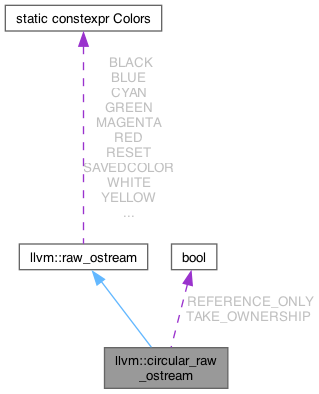 static constexpr Colors
BLACK
BLUE
CYAN
GREEN
MAGENTA
RED
RESET
SAVEDCOLOR
WHITE
YELLOW
...
llvm::raw_ostream
bool
REFERENCE_ONLY
TAKE_OWNERSHIP
llvm::circular_raw
_ostream